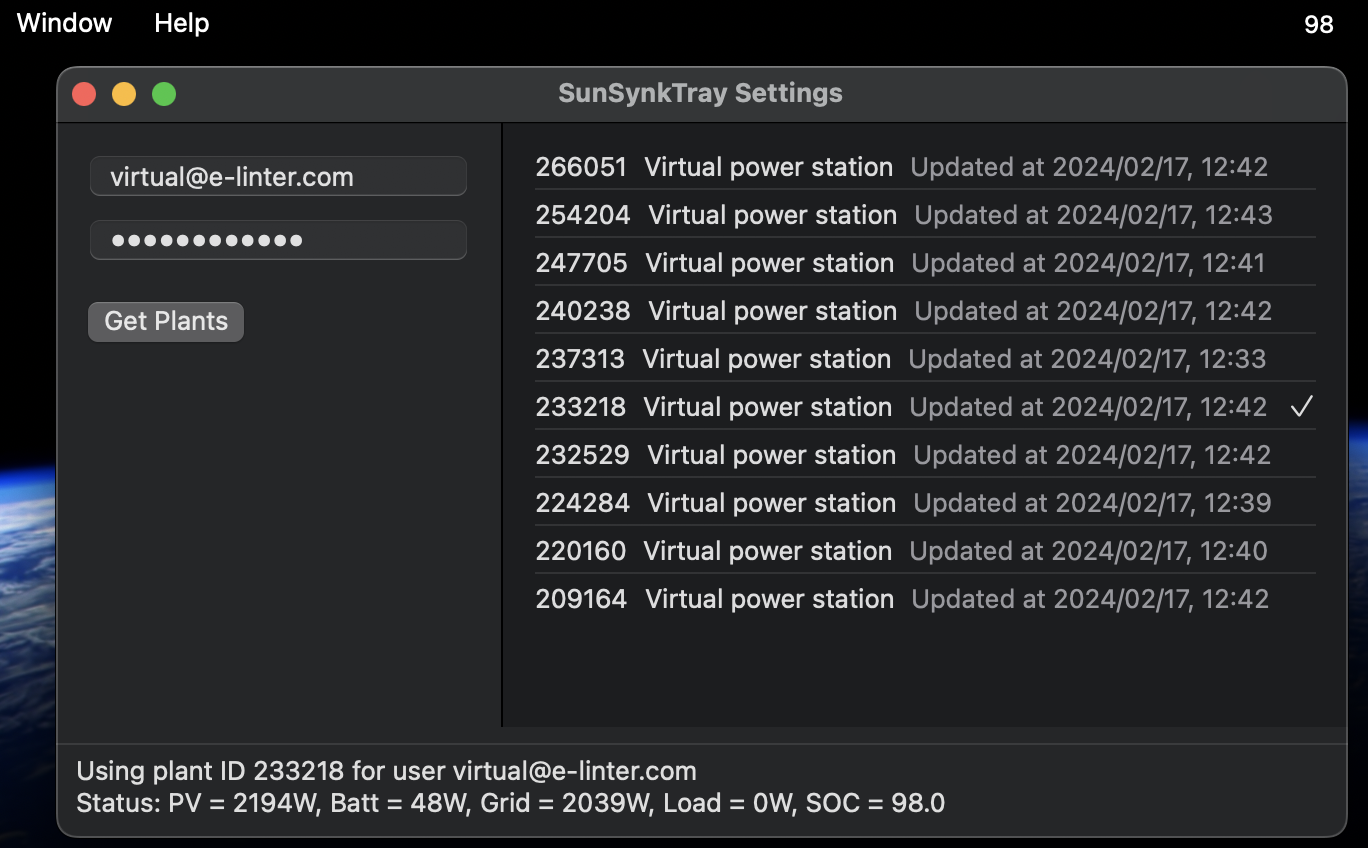 Window Help 98
SunSynkTray Settings
virtual@e-linter.com
Get Plants
266051 Virtual power station Updated at 2024/02/17, 12:42
254204 Virtual power station Updated at 2024/02/17, 12:43
247705 Virtual power station Updated at 2024/02/17, 12:41
240238 Virtual power station Updated at 2024/02/17, 12:42
237313 Virtual power station Updated at 2024/02/17, 12:33
233218 Virtual power station Updated at 2024/02/17, 12:42 ✓
232529 Virtual power station Updated at 2024/02/17, 12:42
224284 Virtual power station Updated at 2024/02/17, 12:39
220160 Virtual power station Updated at 2024/02/17, 12:40
209164 Virtual power station Updated at 2024/02/17, 12:42
Using plant ID 233218 for user virtual@e-linter.com
Status: PV = 2194W, Batt = 48W, Grid = 2039W, Load = 0W, SOC = 98.0